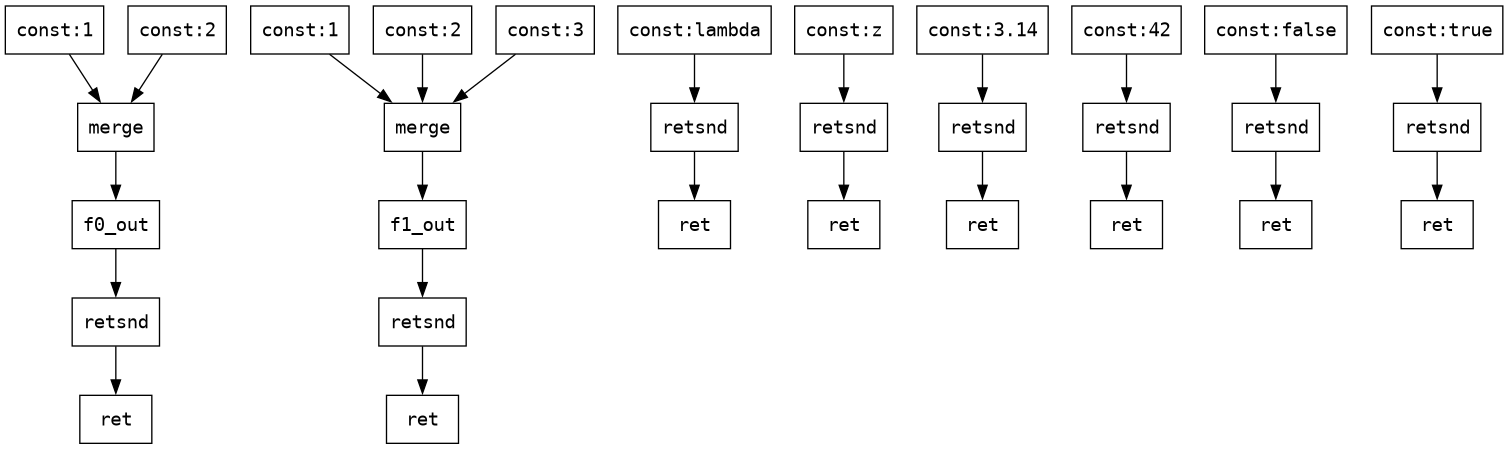 const:1 const:2 const:1 const:2 const:3 const:lambda const:z const:3.14 const:42 const:false const:true
merge merge retsnd retsnd retsnd retsnd retsnd retsnd
f0_out f1_out ret ret ret ret ret ret
retsnd retsnd
ret ret